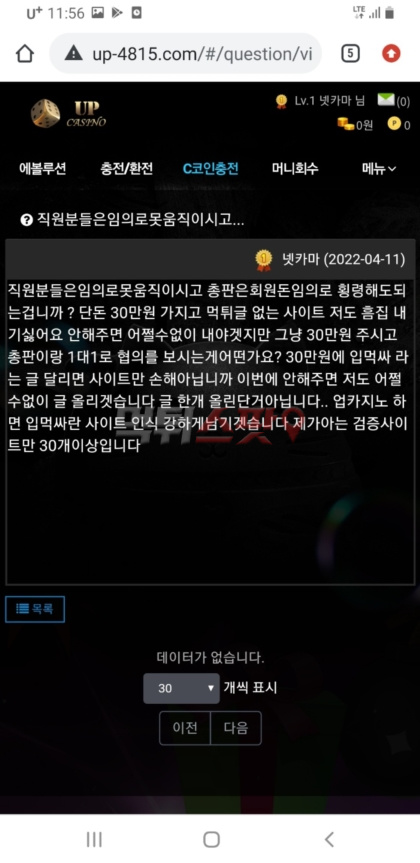 U+ 11:56
LTE
up-4815.com/#/question/vi
5
UP
CASINO
Lv.1 넷카마 님 (0)
0원 P 0
에볼루션 충전/환전 C코인충전 머니회수 메뉴
? 직원분들은임의로못움직이시고...
1 넷카마 (2022-04-11)
직원분들은임의로못움직이시고 총판은회원돈임의로 횡령해도되
는겁니까 ? 단돈 30만원 가지고 먹튀글 없는 사이트 저도 흠집 내
기싫어요 안해주면 어쩔수없이 내야겟지만 그냥 30만원 주시고
총판이랑 1대1로 협의를 보시는게어떤가요? 30만원에 입먹싸 라
는 글 달리면 사이트만 손해아닙니까 이번에 안해주면 저도 어쩔
수없이 글 올리겟습니다 글 한개 올린단거아닙니다.. 업카지노 하
면 입먹싸란 사이트 인식 강하게남기겟습니다 제가아는 검증사이
트만 30개이상입니다
먹튀스팟
목록
데이터가 없습니다.
30 개씩 표시
이전 다음